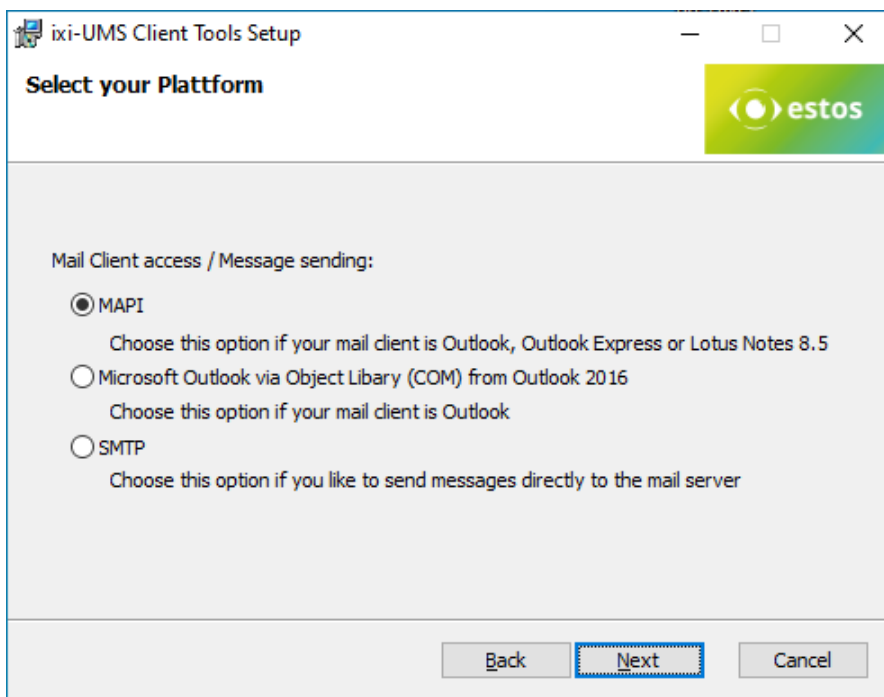 ixi-UMS Client Tools Setup
Select your Plattform
estos
Mail Client access / Message sending:
MAPI
Choose this option if your mail client is Outlook, Outlook Express or Lotus Notes 8.5
Microsoft Outlook via Object Libary (COM) from Outlook 2016
Choose this option if your mail client is Outlook
SMTP
Choose this option if you like to send messages directly to the mail server
Back
Next
Cancel